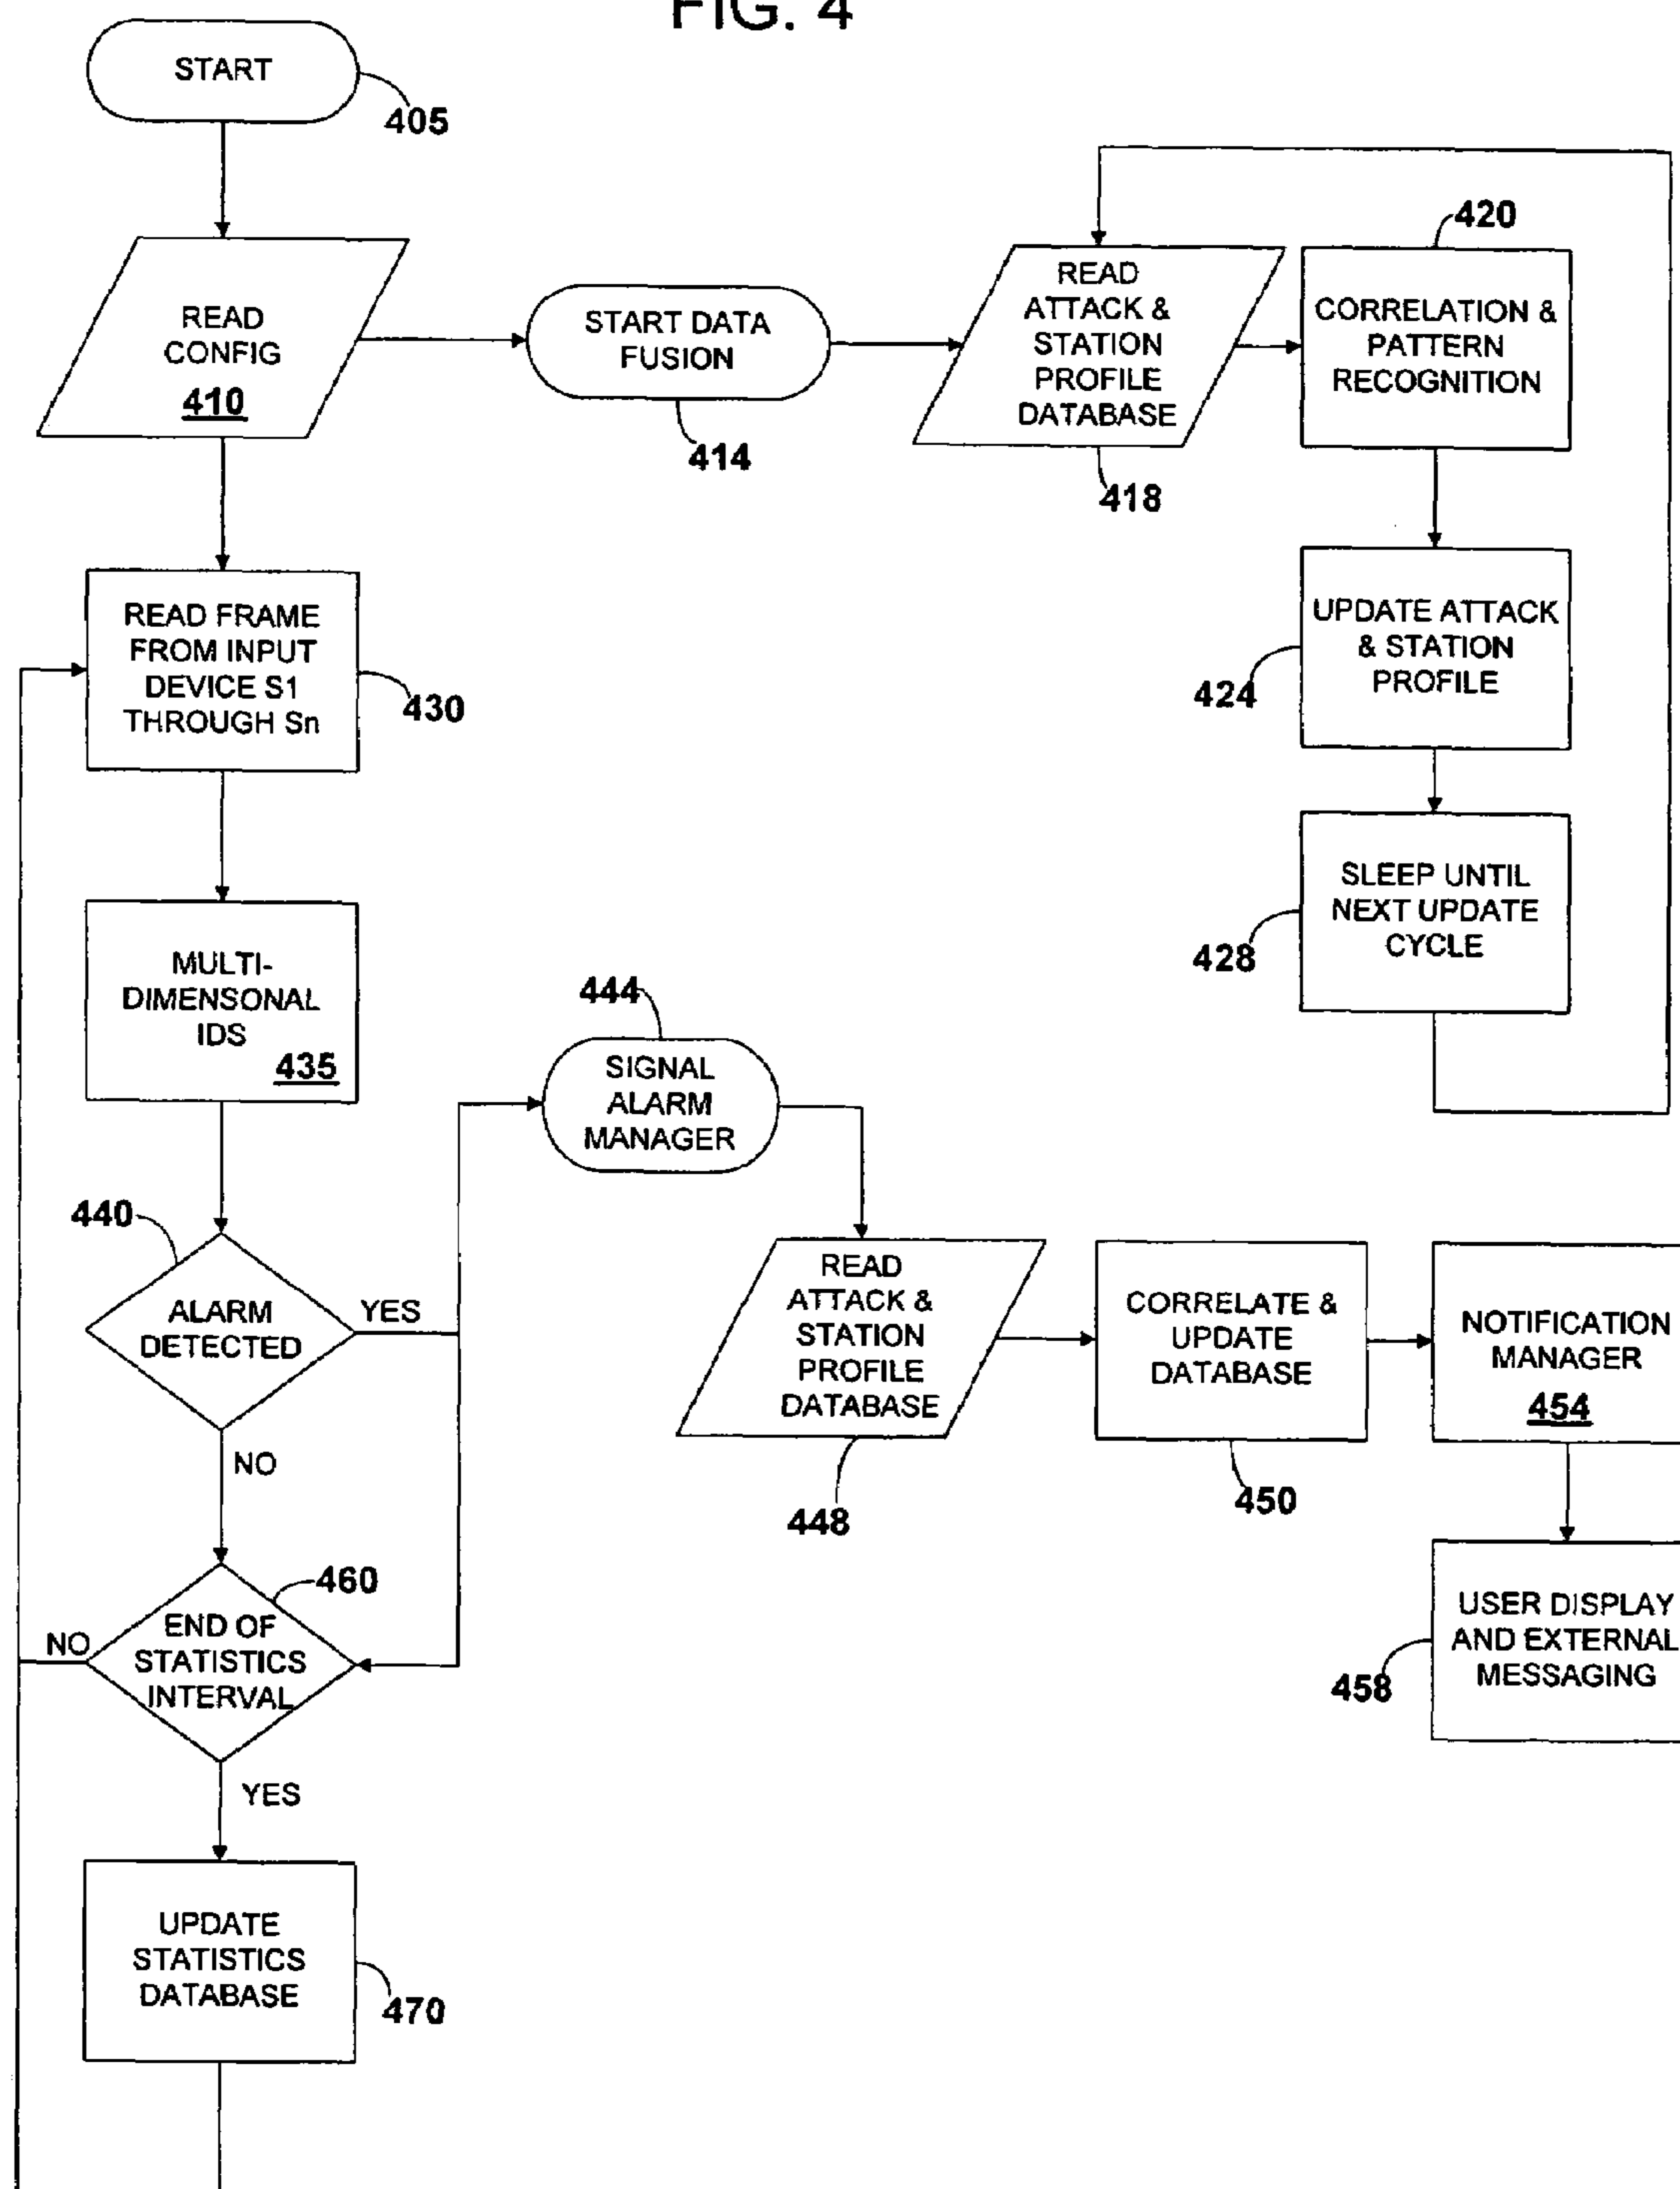 FIG. 4
START
405
READ
CONFIG
410
START DATA
FUSION
414
READ
ATTACK &
STATION
PROFILE
DATABASE
418
420
CORRELATION &
PATTERN
RECOGNITION
UPDATE ATTACK
& STATION
PROFILE
424
SLEEP UNTIL
NEXT UPDATE
CYCLE
428
READ FRAME
FROM INPUT
DEVICE S1
THROUGH Sn
430
MULTI-
DIMENSONAL
IDS
435
440
ALARM
DETECTED
YES
NO
444
SIGNAL
ALARM
MANAGER
READ
ATTACK &
STATION
PROFILE
DATABASE
448
CORRELATE &
UPDATE
DATABASE
450
NOTIFICATION
MANAGER
454
USER DISPLAY
AND EXTERNAL
MESSAGING
458
460
END OF
STATISTICS
INTERVAL
NO
YES
UPDATE
STATISTICS
DATABASE
470